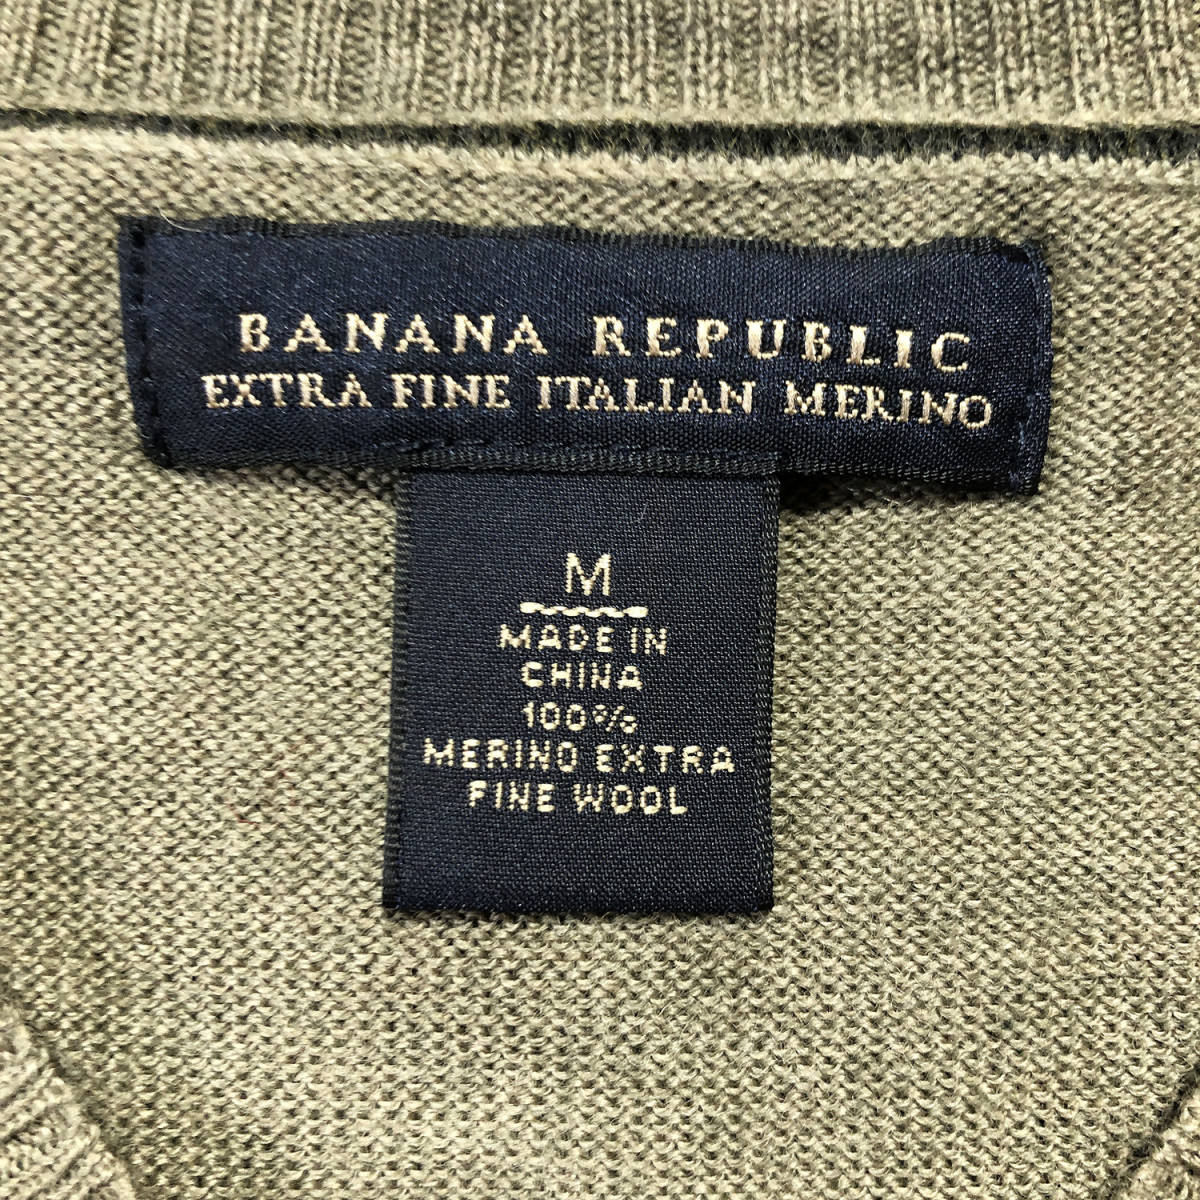 BANANA REPUBLIC
EXTRA FINE ITALIAN MERINO
M
MADE IN
CHINA
100%
MERINO EXTRA
FINE WOOL